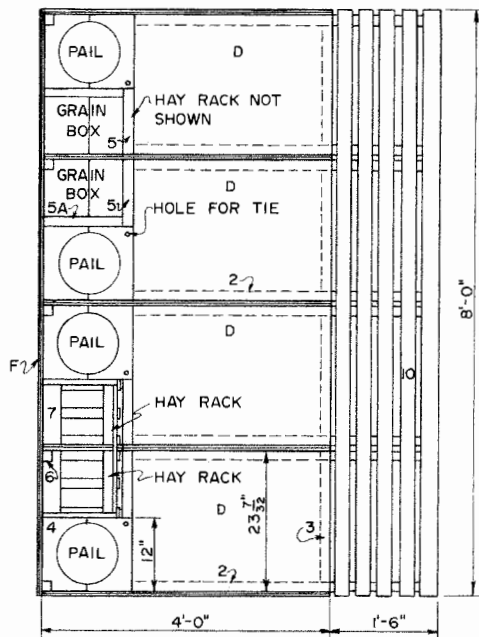 PAIL
D
GRAIN
BOX
5
HAY RACK NOT
SHOWN
GRAIN
BOX
5A
5
D
HOLE FOR TIE
PAIL
2
8'-0"
PAIL
D
F
10
7
HAY RACK
6
HAY RACK
23 7/32"
4
D
3
PAIL
12"
2
4'-0"
1'-6"